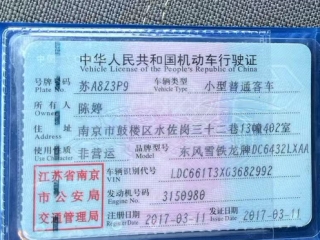 中华人民共和国机动车行驶证
Vehicle License of the People's Republic of China
号牌号码 Plate No. 苏A8Z3P9 车辆类型 Vehicle Type 小型普通客车
所有人 Owner 陈婷
住址 Address 南京市鼓楼区水佐岗三十二巷13幢402室
使用性质 Use Character 非营运 东风雪铁龙牌DC6432LXAA
江苏省南京市公安局交通管理局
车辆识别代号 VIN LDC661T3XG3682992
发动机号码 Engine No. 3150980
注册日期 Register Date 2017-03-11 发证日期 Issue Date 2017-03-11